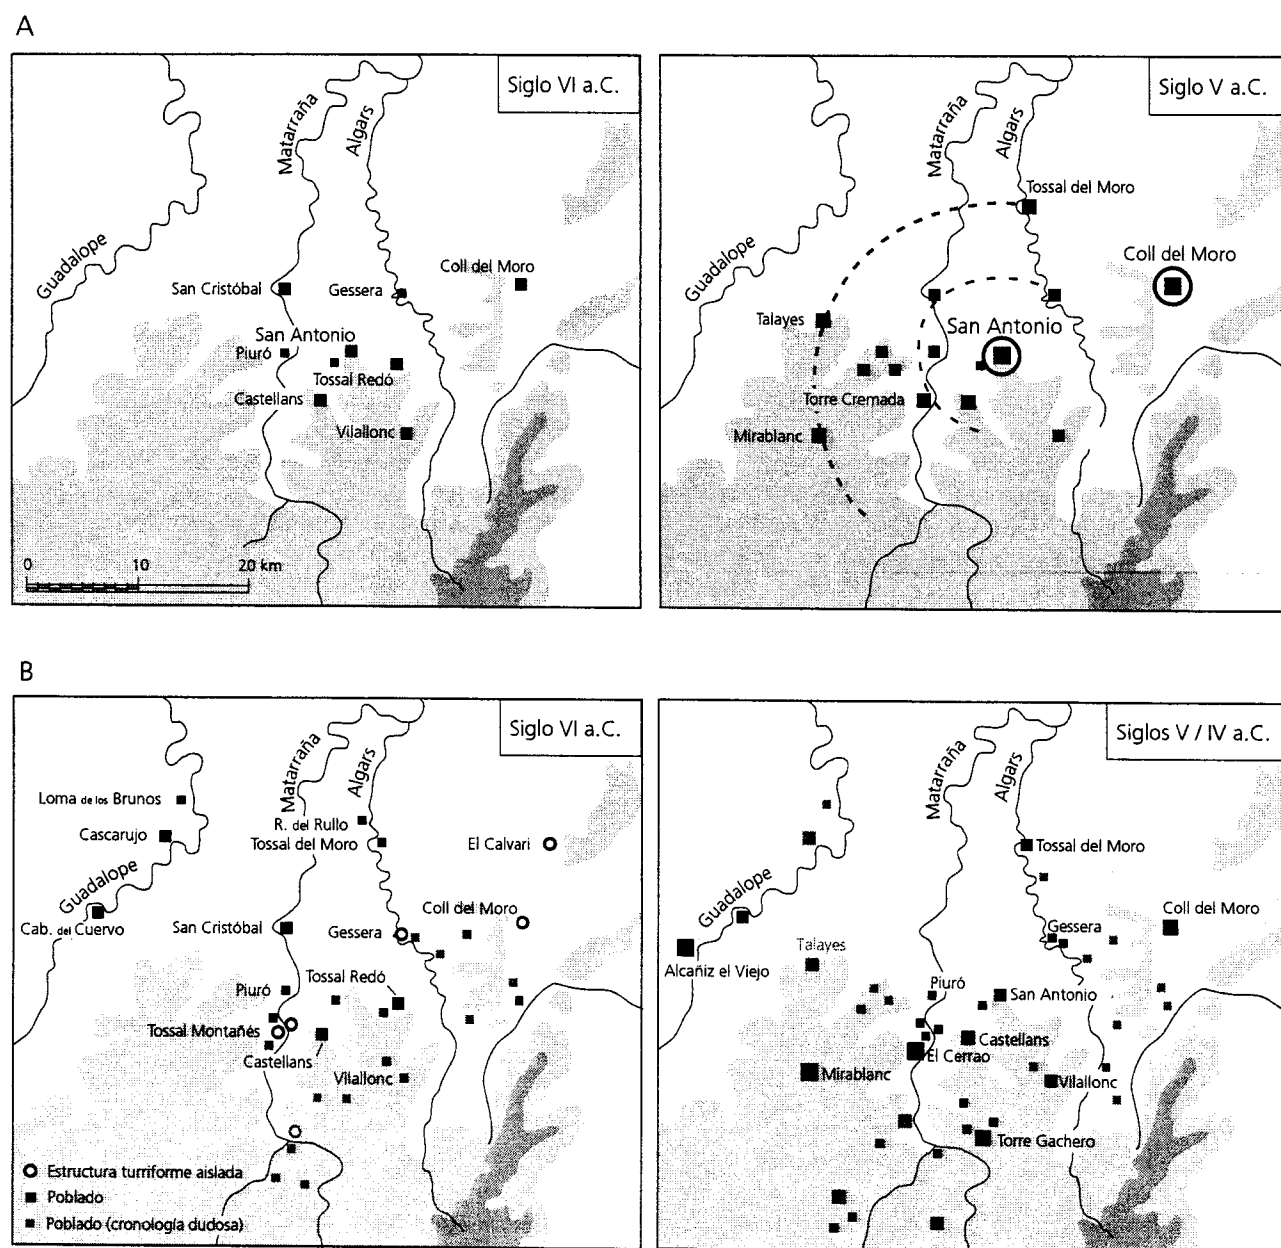 A
Siglo VI a.C.
Matarraña
Algars
Guadalope
Coll del Moro
San Cristóbal
Gessera
San Antonio
Piuró
Tossal Redó
Castellans
Vilallonc
0 10 20 km
Siglo V a.C.
Matarraña
Algars
Tossal del Moro
Guadalope
Coll del Moro
Talayes
San Antonio
Torre Cremada
Mirablanc
B
Siglo VI a.C.
Matarraña
Algars
Loma de los Brunos
R. del Rullo
Cascarujo
Tossal del Moro
El Calvari
Guadalope
Coll del Moro
Cab. del Cuervo
San Cristóbal
Gessera
Tossal Redó
Piuró
Tossal Montañés
Castellans
Vilallonc
Estructura turriforme aislada
Poblado
Poblado (cronología dudosa)
Siglos V / IV a.C.
Matarraña
Algars
Tossal del Moro
Guadalope
Coll del Moro
Gessera
Talayes
Alcañiz el Viejo
Piuró
San Antonio
Castellans
El Cerrao
Mirablanc
Vilallonc
Torre Gachero